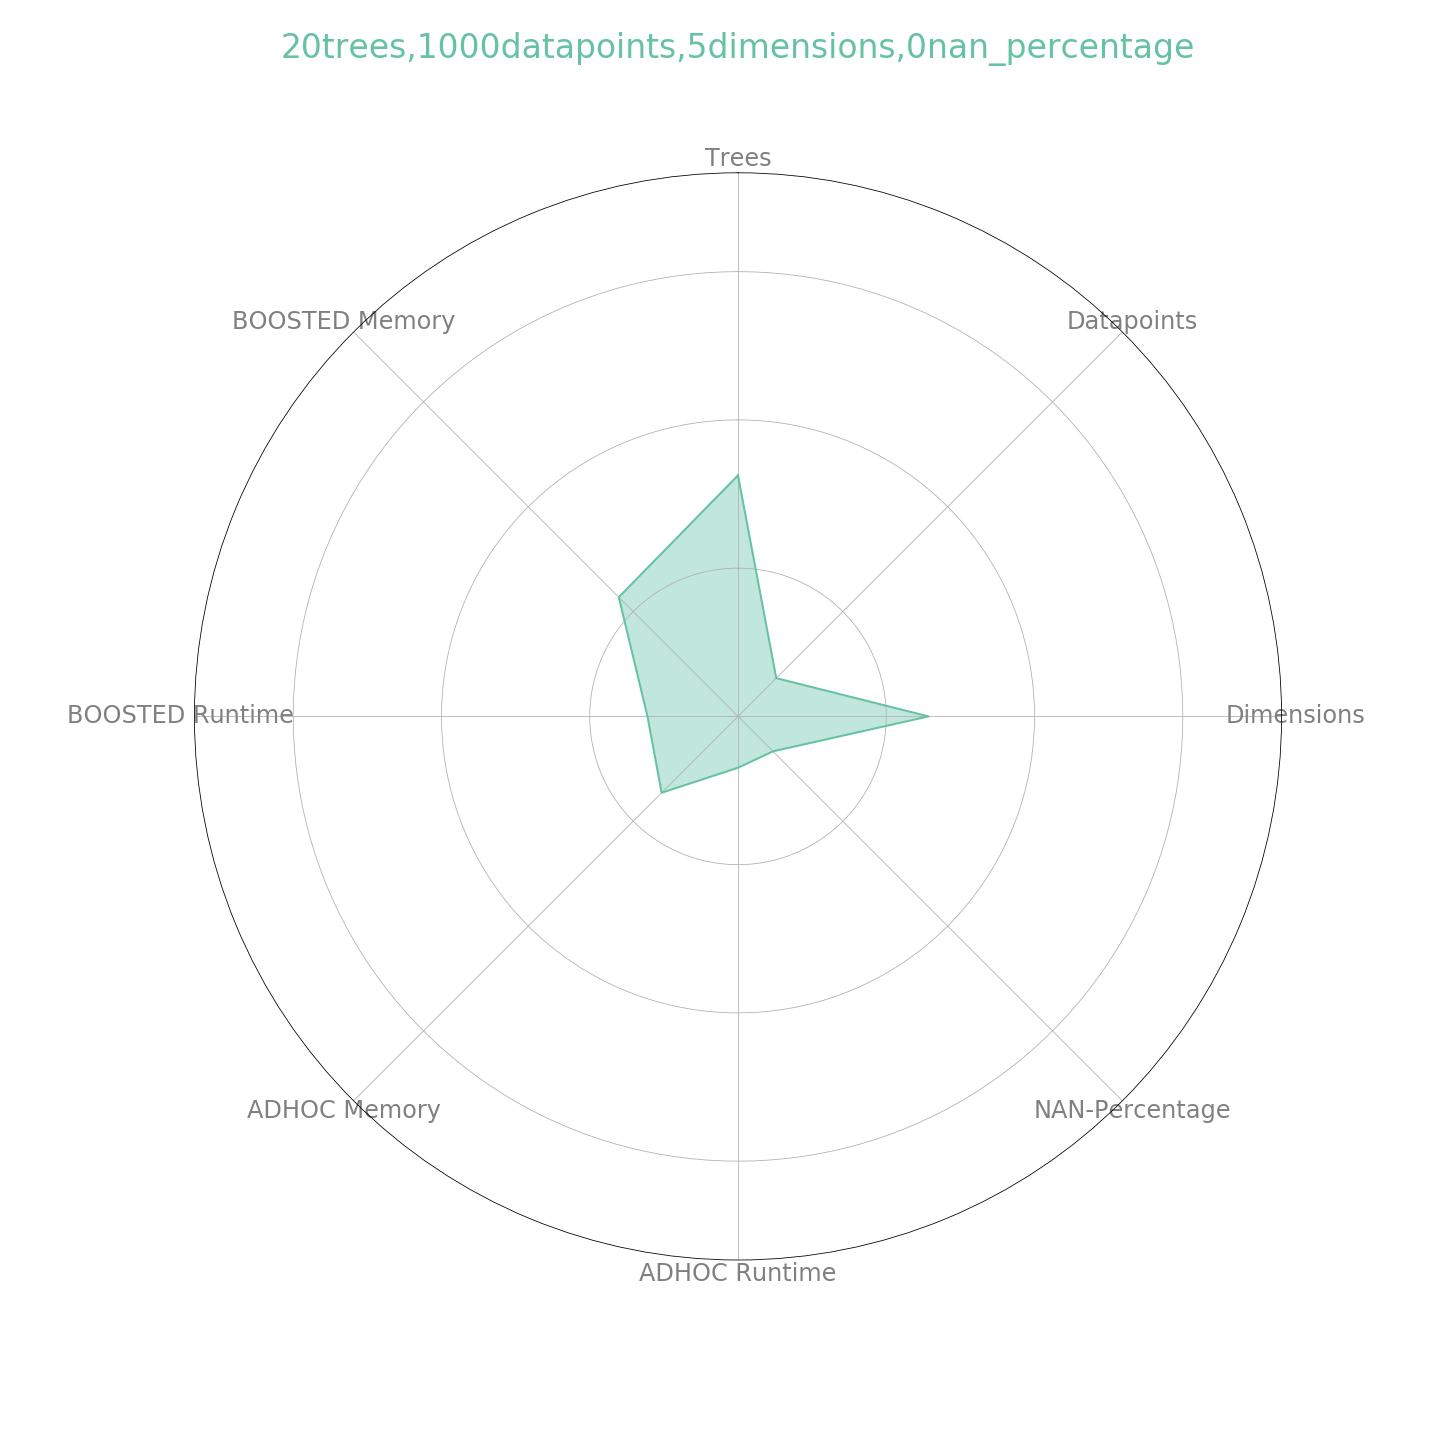 20trees,1000datapoints,5dimensions,0nan_percentage
Trees
BOOSTED Memory
Datapoints
BOOSTED Runtime
Dimensions
ADHOC Memory
NAN-Percentage
ADHOC Runtime